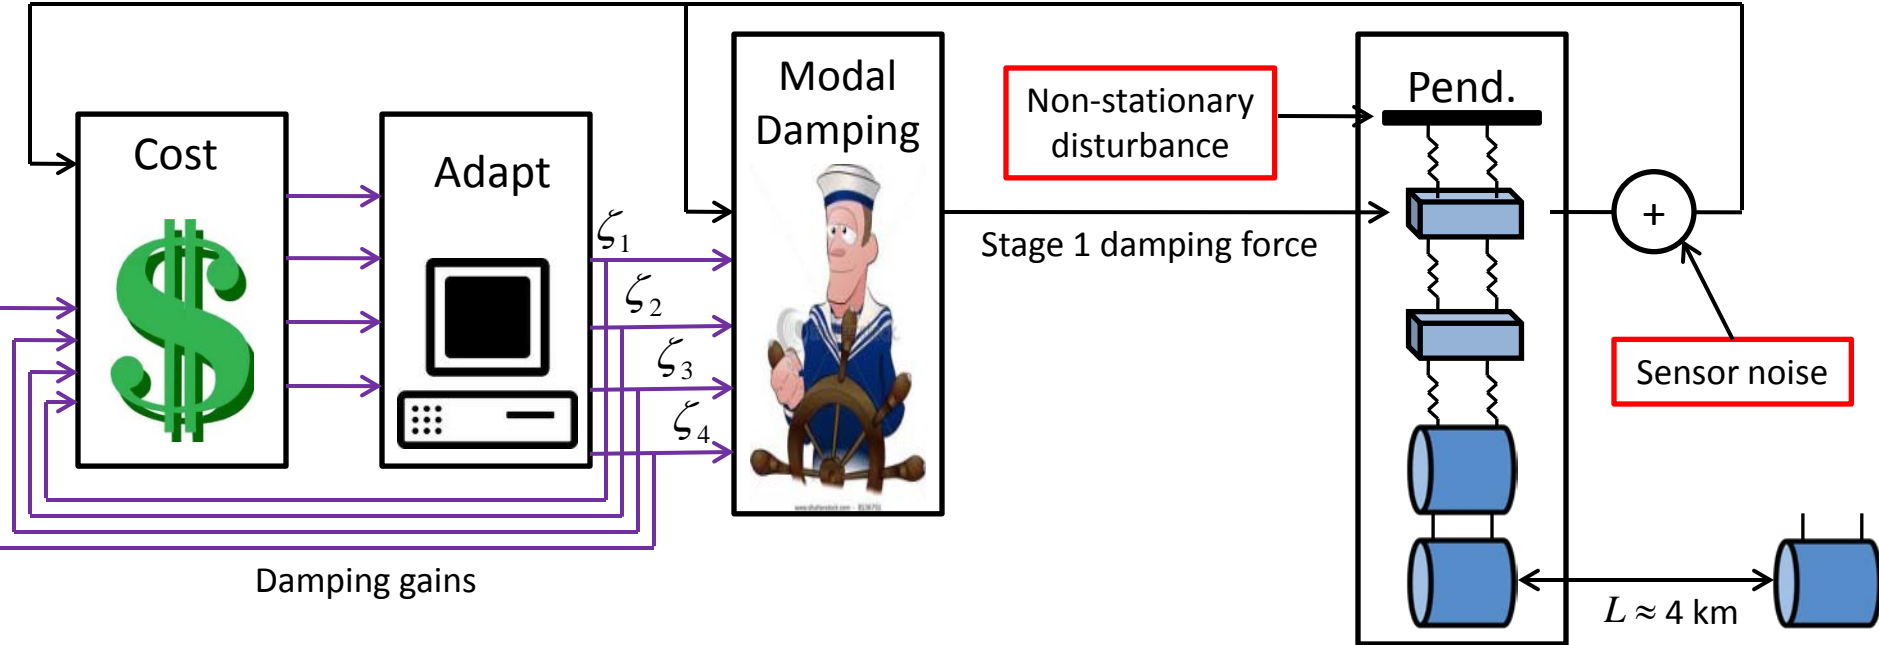 Cost
Adapt
ζ1
ζ2
ζ3
ζ4
Damping gains
Modal
Damping
Non-stationary
disturbance
Stage 1 damping force
Pend.
+
Sensor noise
L ≈ 4 km